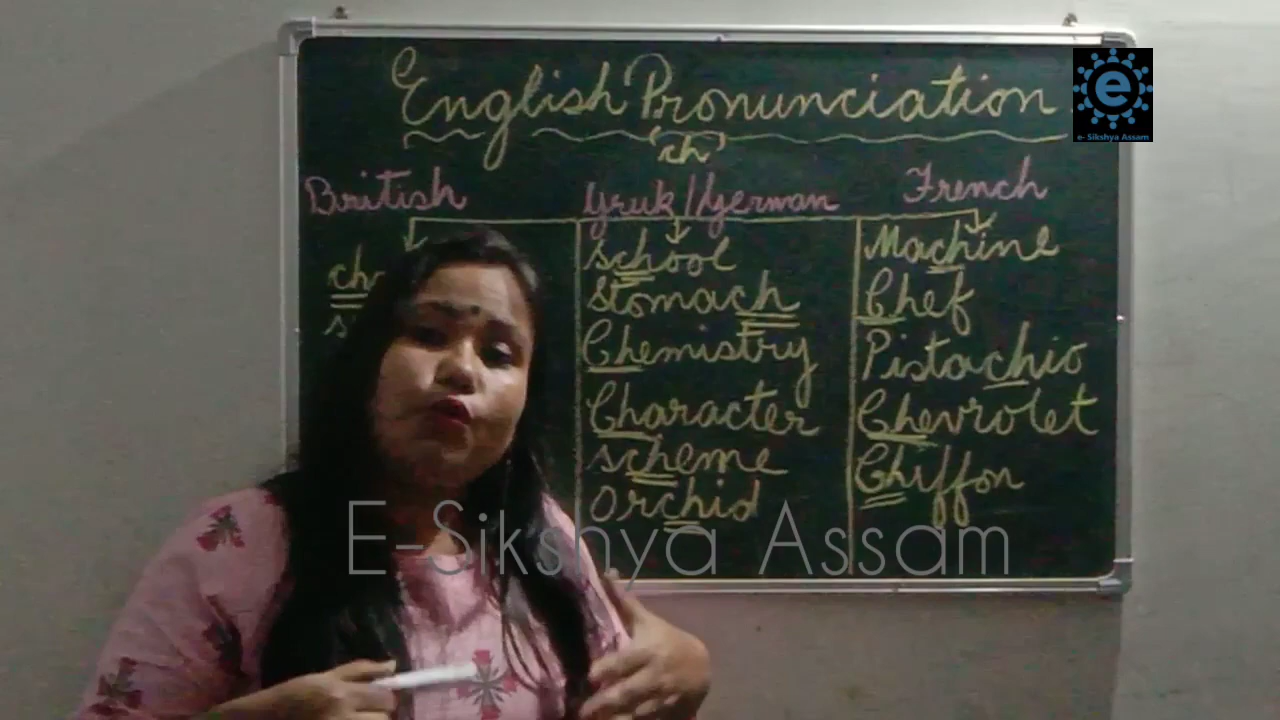 English Pronunciation
'ch'
British
Gruk/German
French
School
Stomach
Chemistry
Character
scheme
Orchid
Machine
Chef
Pistachio
Chevrolet
Chiffon
e
e- Sikshya Assam
E-Sikshya Assam